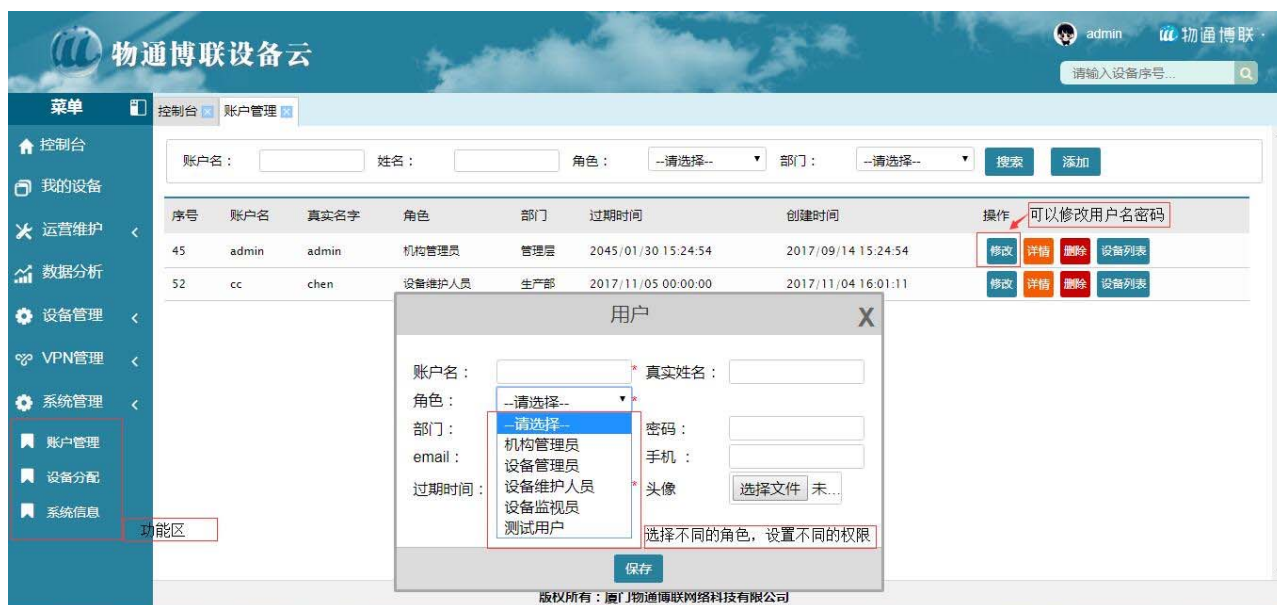 物通博联设备云
admin 物通博联
请输入设备序号...
菜单 控制台 账户管理
控制台
我的设备
运营维护
数据分析
设备管理
VPN管理
系统管理
账户管理
设备分配
系统信息
功能区
账户名： 姓名： 角色： --请选择-- 部门： --请选择-- 搜索 添加
序号 账户名 真实名字 角色 部门 过期时间 创建时间 操作 可以修改用户名密码
45 admin admin 机构管理员 管理层 2045/01/30 15:24:54 2017/09/14 15:24:54 修改 详情 删除 设备列表
52 cc chen 设备维护人员 生产部 2017/11/05 00:00:00 2017/11/04 16:01:11 修改 详情 删除 设备列表
用户 X
账户名： * 真实姓名：
角色： --请选择-- *
部门： 密码：
email： 手机 ：
过期时间： * 头像 选择文件 未...
--请选择--
机构管理员
设备管理员
设备维护人员
设备监视员
测试用户
选择不同的角色，设置不同的权限
保存
版权所有：厦门物通博联网络科技有限公司